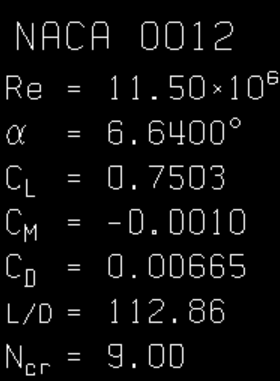 NACA 0012
Re = 11.50×10⁶
α = 6.6400°
C_L = 0.7503
C_M = -0.0010
C_D = 0.00665
L/D = 112.86
N_cr = 9.00